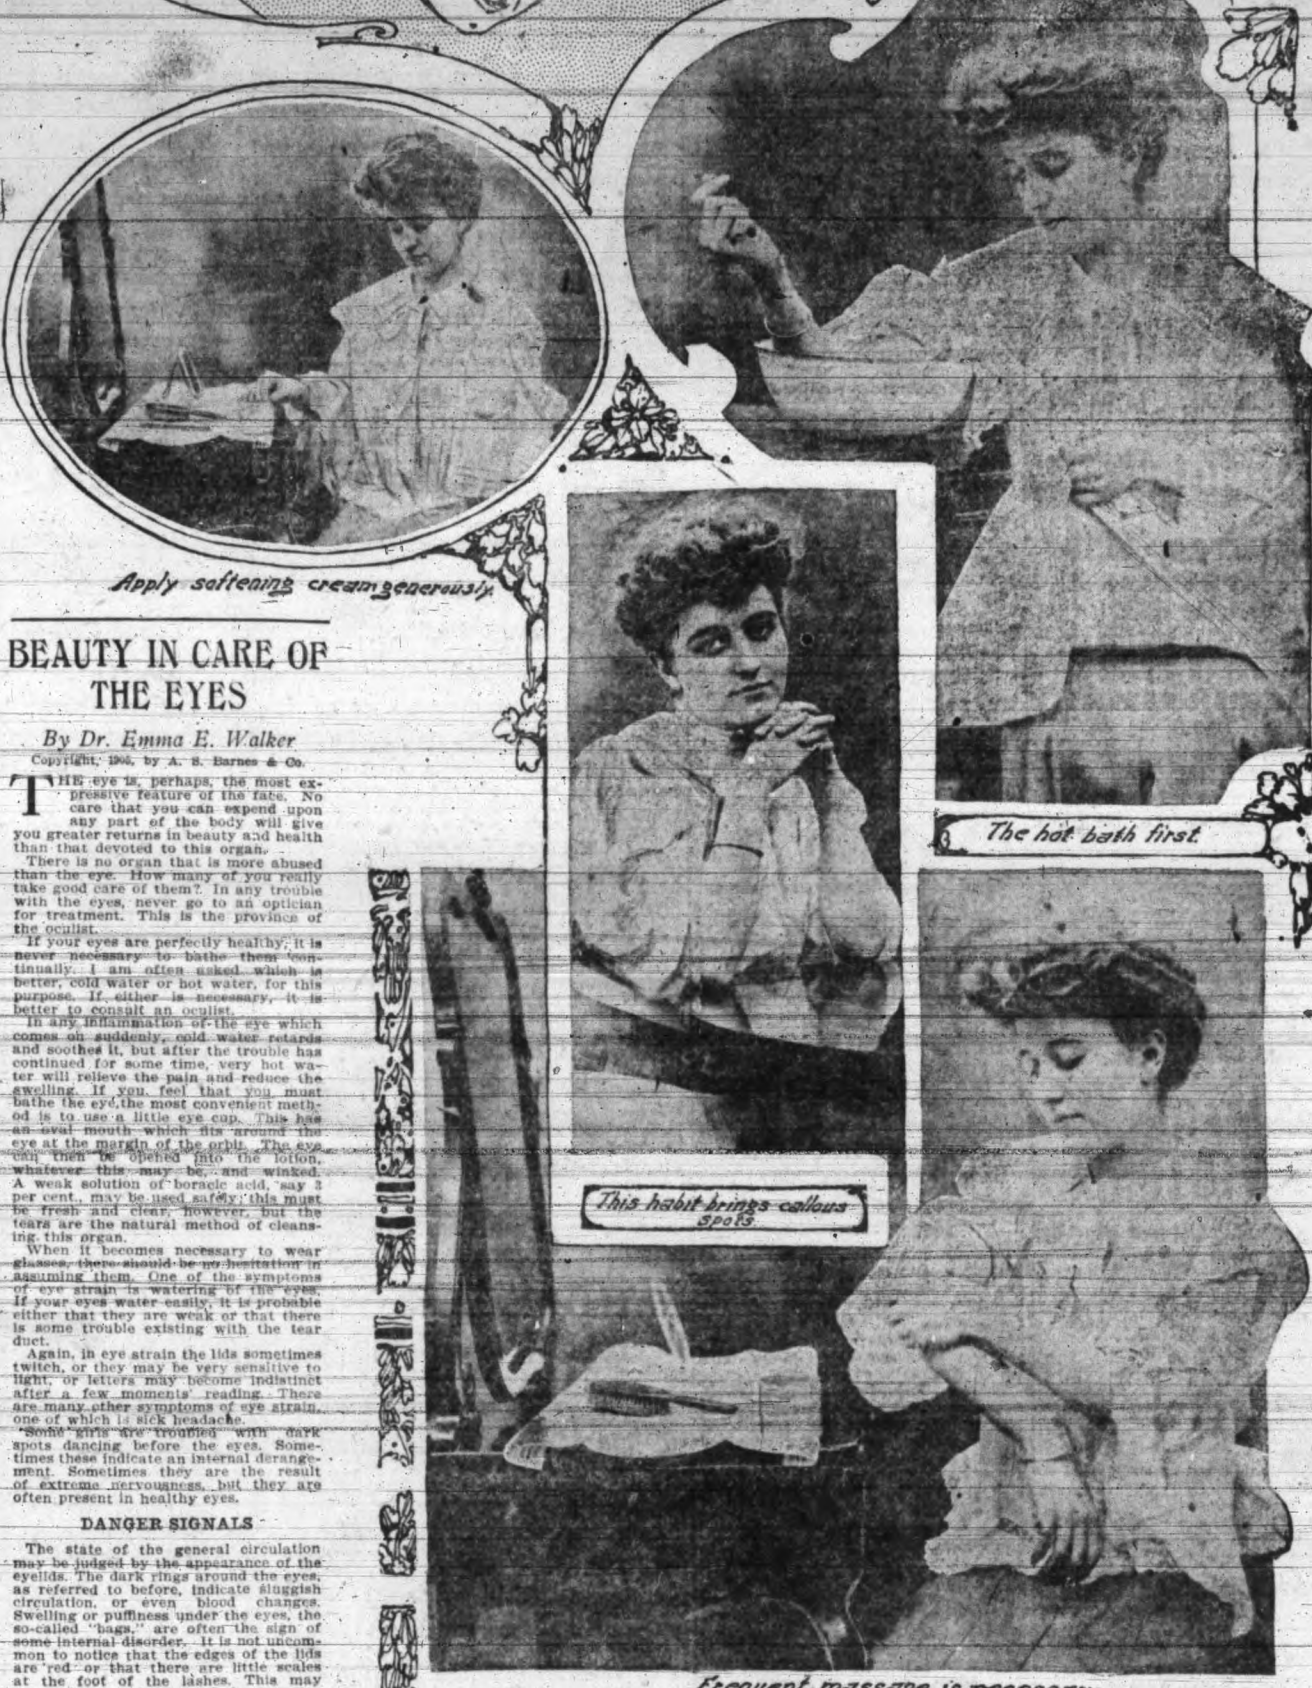 Apply softening cream generously.
BEAUTY IN CARE OF
THE EYES
By Dr. Emma E. Walker
Copyright, 1905, by A. S. Barnes & Co.
THE eye is, perhaps, the most ex-
pressive feature of the face. No
care that you can expend upon
any part of the body will give
you greater returns in beauty and health
than that devoted to this organ.
There is no organ that is more abused
than the eye. How many of you really
take good care of them? In any trouble
with the eyes, never go to an optician
for treatment. This is the province of
the oculist.
If your eyes are perfectly healthy, it is
never necessary to bathe them con-
tinually. I am often asked which is
better, cold water or hot water, for this
purpose. If either is necessary, it is
better to consult an oculist.
In any inflammation of the eye which
comes on suddenly, cold water retards
and soothes it, but after the trouble has
continued for some time, very hot wa-
ter will relieve the pain and reduce the
swelling. If you feel that you must
bathe the eye, the most convenient meth-
od is to use a little eye cup. This has
an oval mouth which fits around the
eye at the margin of the orbit. The eye
can then be opened into the lotion,
whatever this may be, and winked.
A weak solution of boracic acid, say 3
per cent., may be used safely; this must
be fresh and clear, however, but the
tears are the natural method of cleans-
ing this organ.
When it becomes necessary to wear
glasses, there should be no hesitation in
assuming them. One of the symptoms
of eye strain is watering of the eyes.
If your eyes water easily, it is probable
either that they are weak or that there
is some trouble existing with the tear
duct.
Again, in eye strain the lids sometimes
twitch, or they may be very sensitive to
light, or letters may become indistinct
after a few moments' reading. There
are many other symptoms of eye strain,
one of which is sick headache.
Some girls are troubled with dark
spots dancing before the eyes. Some-
times these indicate an internal derange-
ment. Sometimes they are the result
of extreme nervousness, but they are
often present in healthy eyes.
DANGER SIGNALS
The state of the general circulation
may be judged by the appearance of the
eyelids. The dark rings around the eyes,
as referred to before, indicate sluggish
circulation, or even blood changes.
Swelling or puffiness under the eyes, the
so-called "bags," are often the sign of
some internal disorder. It is not uncom-
mon to notice that the edges of the lids
are red or that there are little scales
at the foot of the lashes. This may
The hot bath first.
This habit brings callous
spots.
Frequent massage is necessary